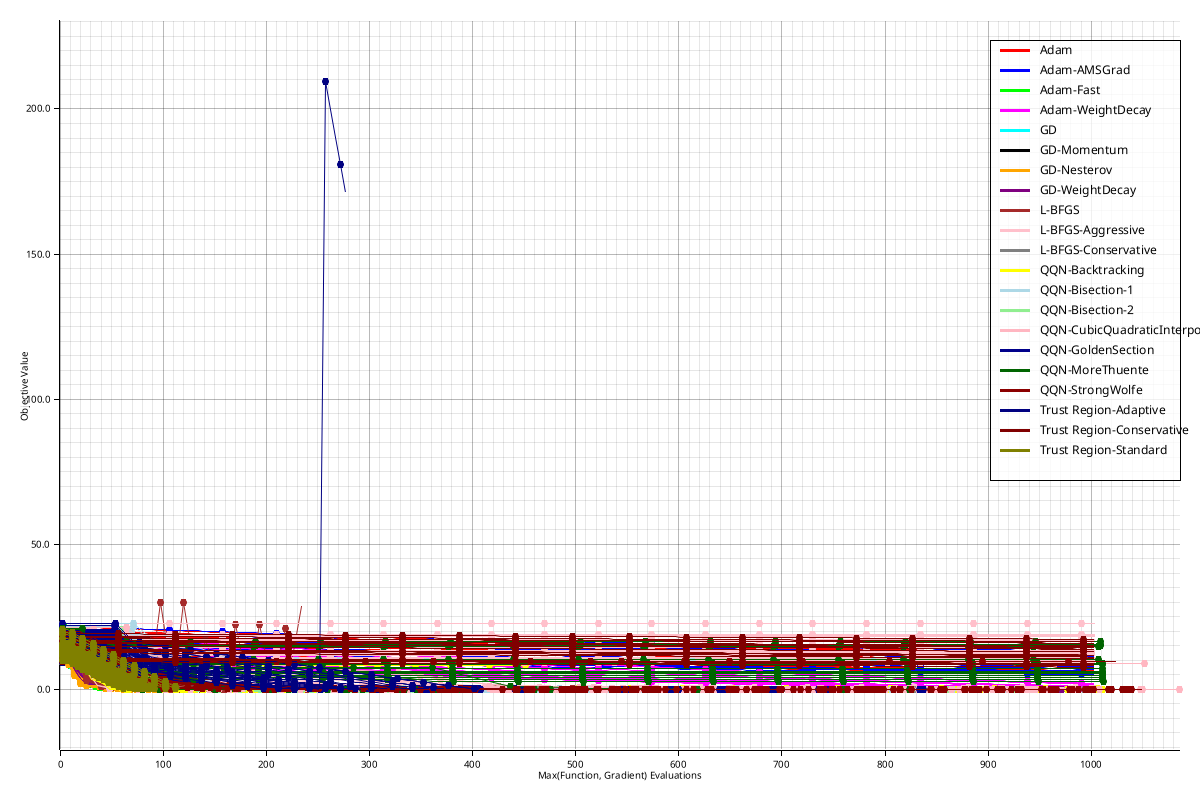 Adam
Adam-AMSGrad
Adam-Fast
Adam-WeightDecay
GD
GD-Momentum
GD-Nesterov
GD-WeightDecay
L-BFGS
L-BFGS-Aggressive
L-BFGS-Conservative
QQN-Backtracking
QQN-Bisection-1
QQN-Bisection-2
QQN-CubicQuadraticInterpo
QQN-GoldenSection
QQN-MoreThuente
QQN-StrongWolfe
Trust Region-Adaptive
Trust Region-Conservative
Trust Region-Standard
200.0
150.0
100.0
50.0
0.0
Objective Value
0 100 200 300 400 500 600 700 800 900 1000
Max(Function, Gradient) Evaluations